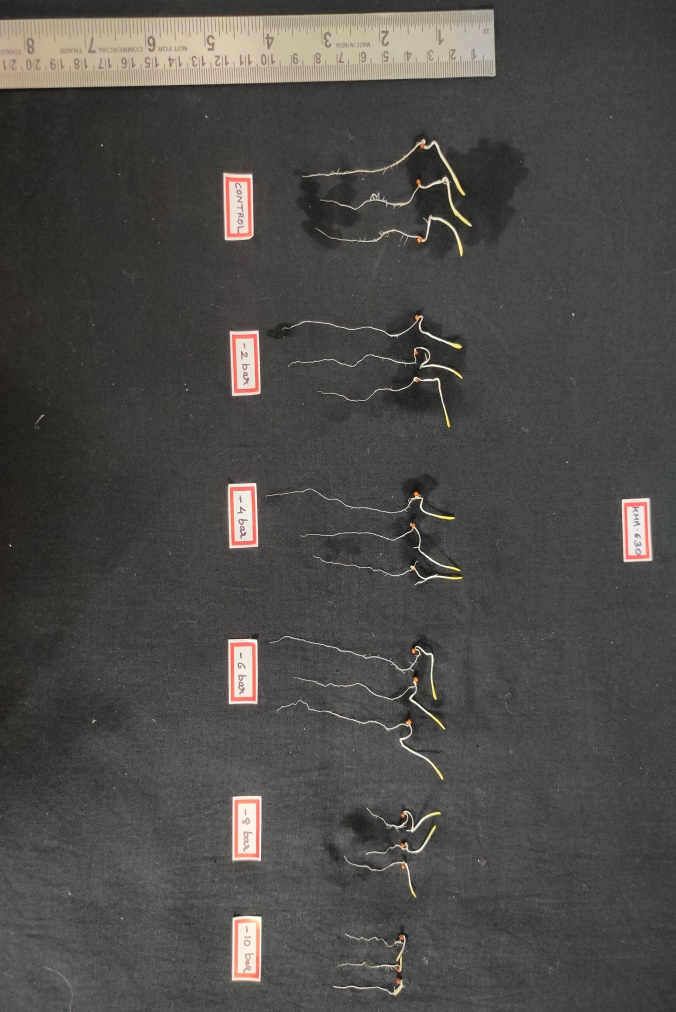 KMR-630
CONTROL
-2 bar
-4 bar
-6 bar
-8 bar
-10 bar
1 2 3 4 5 6 7 8
MADE IN INDIA
NOT FOR COMMERCIAL TRADE
1 2 3 4 5 6 7 8 9 10 11 12 13 14 15 16 17 18 19 20 21